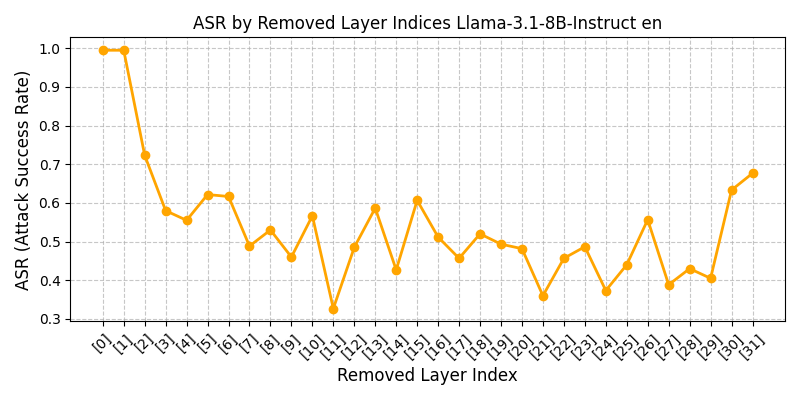 ASR by Removed Layer Indices Llama-3.1-8B-Instruct en
ASR (Attack Success Rate)
1.0
0.9
0.8
0.7
0.6
0.5
0.4
0.3
[0] [1] [2] [3] [4] [5] [6] [7] [8] [9] [10] [11] [12] [13] [14] [15] [16] [17] [18] [19] [20] [21] [22] [23] [24] [25] [26] [27] [28] [29] [30] [31]
Removed Layer Index